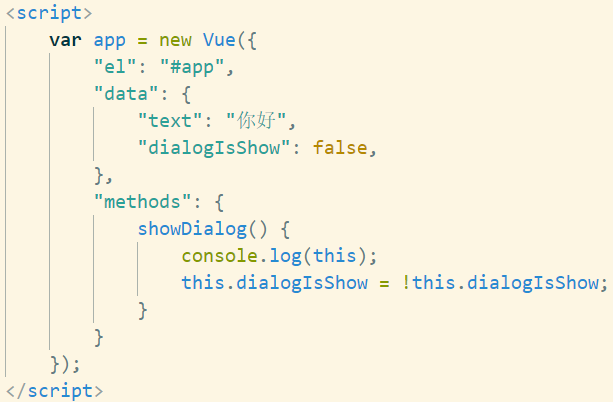 <script>
    var app = new Vue({
        "el": "#app",
        "data": {
            "text": "你好",
            "dialogIsShow": false,
        },
        "methods": {
            showDialog() {
                console.log(this);
                this.dialogIsShow = !this.dialogIsShow;
            }
        }
    });
</script>